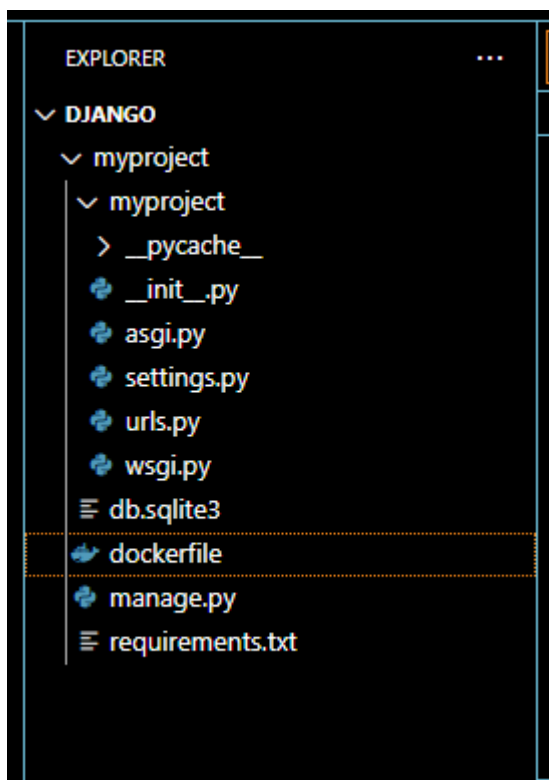 EXPLORER ...
DJANGO
myproject
myproject
__pycache__
__init__.py
asgi.py
settings.py
urls.py
wsgi.py
db.sqlite3
dockerfile
manage.py
requirements.txt